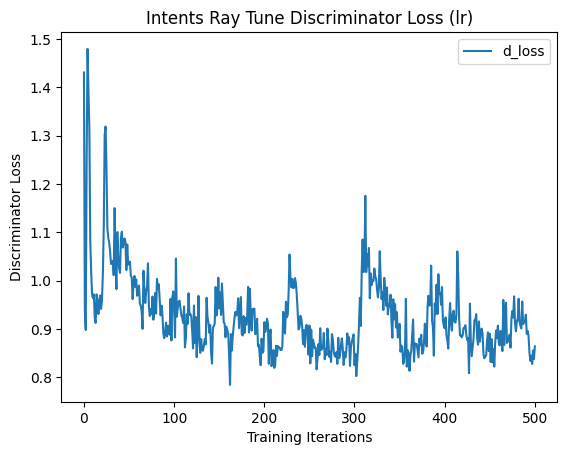 Intents Ray Tune Discriminator Loss (lr)
d_loss
Discriminator Loss
1.5
1.4
1.3
1.2
1.1
1.0
0.9
0.8
0 100 200 300 400 500
Training Iterations